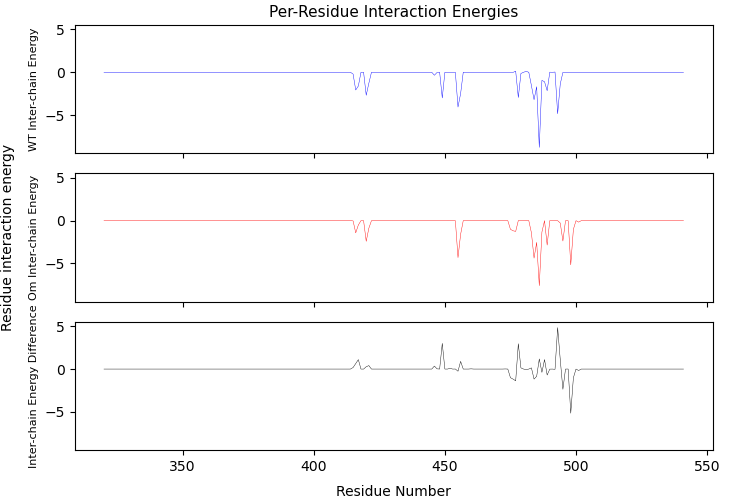 Per-Residue Interaction Energies
Residue interaction energy
WT Inter-chain Energy
5
0
−5
Om Inter-chain Energy
5
0
−5
Inter-chain Energy Difference
5
0
−5
350
400
450
500
550
Residue Number